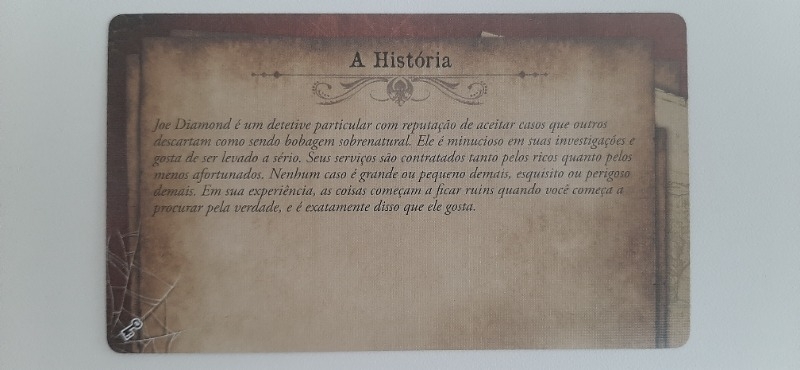 A História
Joe Diamond é um detetive particular com reputação de aceitar casos que outros
descartam como sendo bobagem sobrenatural. Ele é minucioso em suas investigações e
gosta de ser levado a sério. Seus serviços são contratados tanto pelos ricos quanto pelos
menos afortunados. Nenhum caso é grande ou pequeno demais, esquisito ou perigoso
demais. Em sua experiência, as coisas começam a ficar ruins quando você começa a
procurar pela verdade, e é exatamente disso que ele gosta.